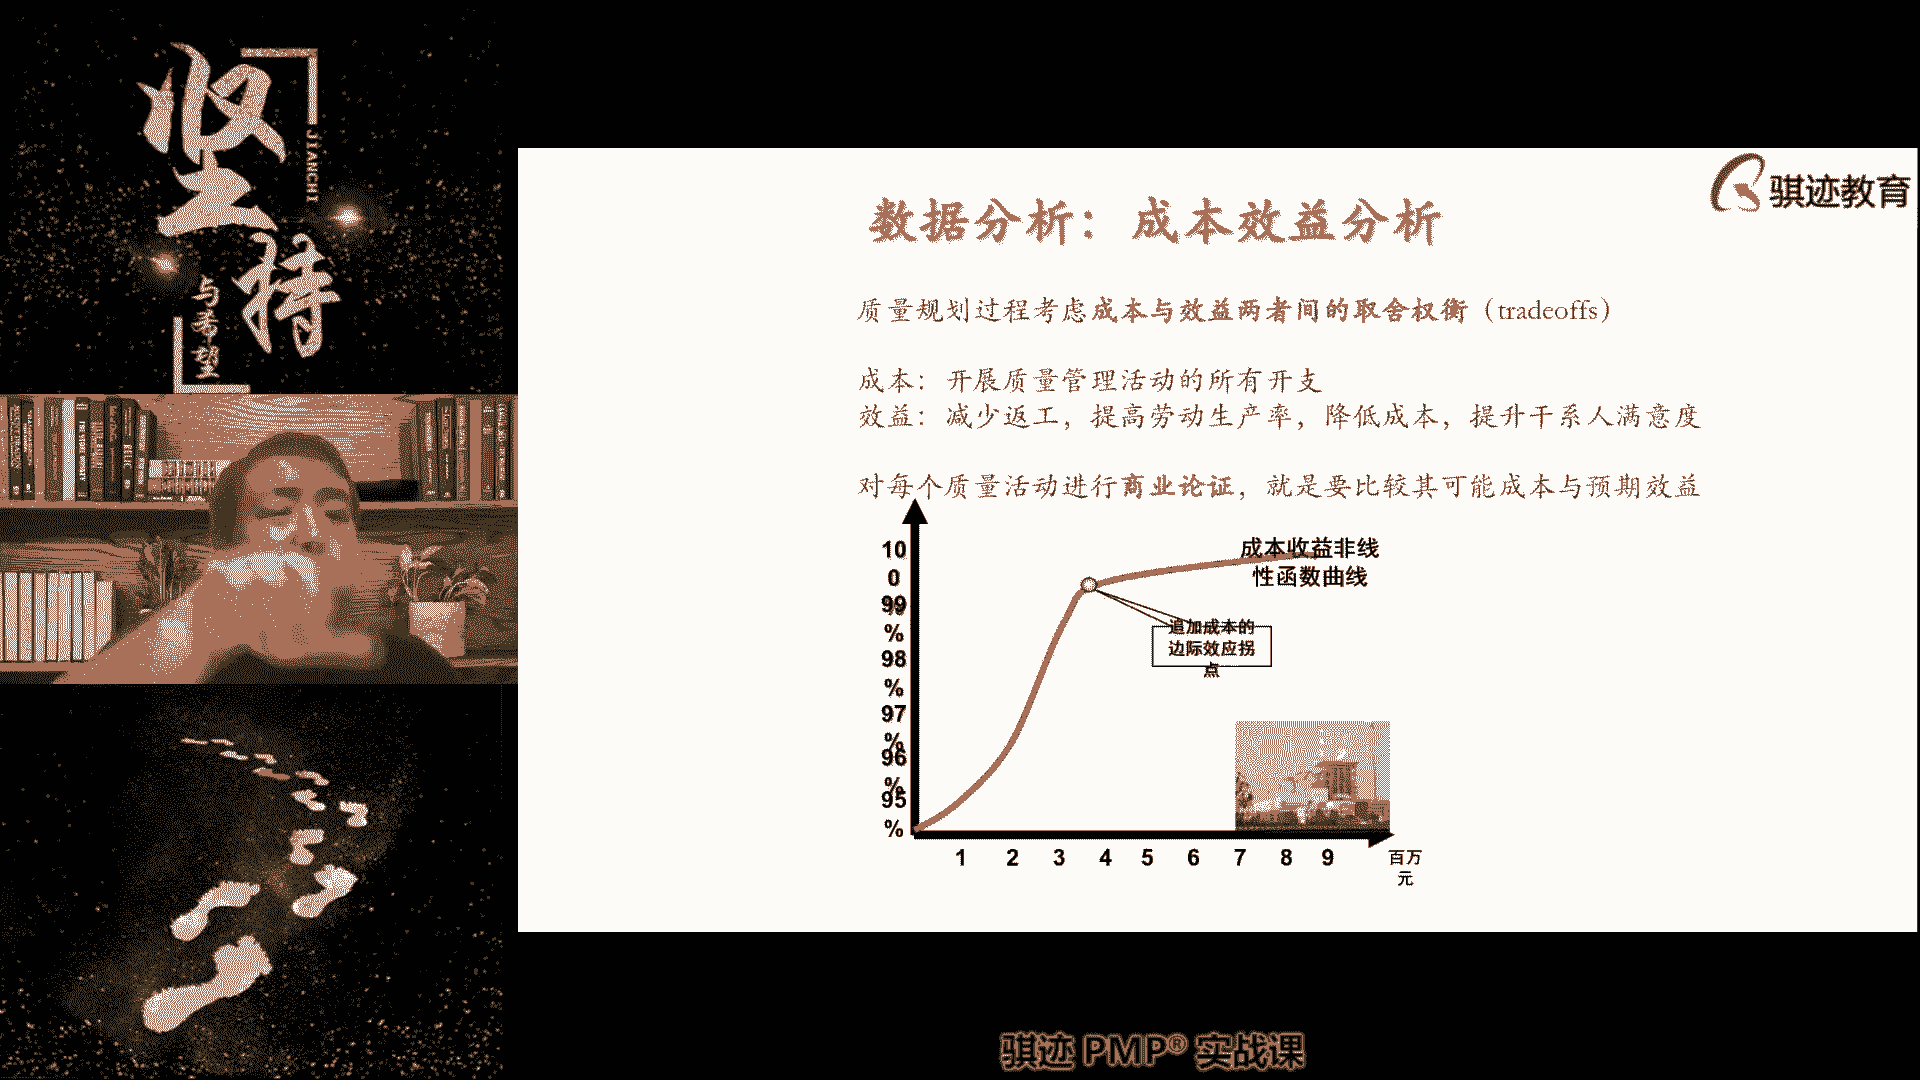 坚持
JIANCHI
与希望
骐迹教育
数据分析：成本效益分析
质量规划过程考虑成本与效益两者间的取舍权衡（tradeoffs）
成本：开展质量管理活动的所有开支
效益：减少返工，提高劳动生产率，降低成本，提升干系人满意度
对每个质量活动进行商业论证，就是要比较其可能成本与预期效益
10
0
%
99
%
98
%
97
%
96
%
95
%
成本收益非线
性函数曲线
追加成本的
边际效应拐
点
1 2 3 4 5 6 7 8 9
百万
元
骐迹 PMP® 实战课